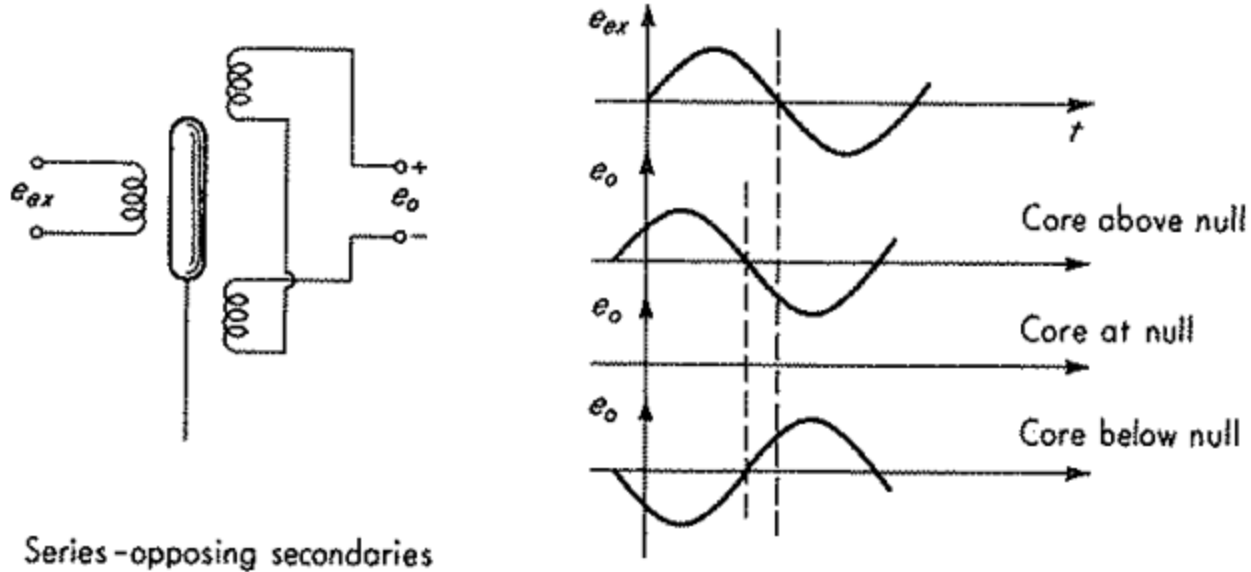 e_ex
+
e_o
−
Series-opposing secondaries
e_ex
t
e_o
Core above null
e_o
Core at null
e_o
Core below null